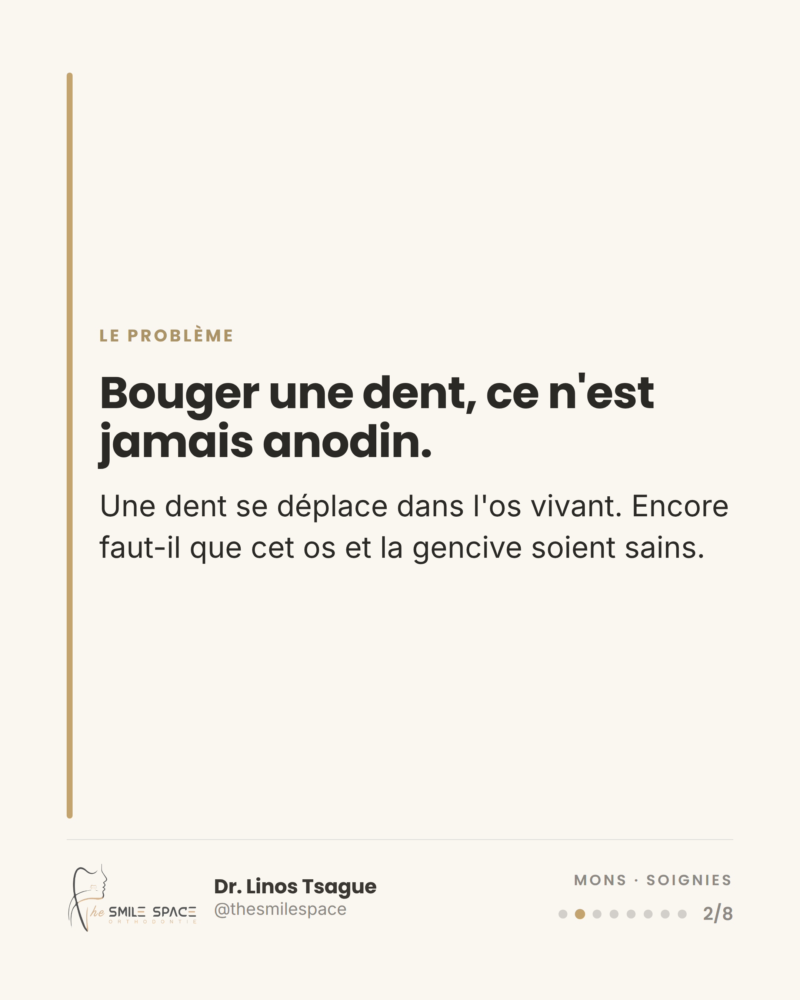 LE PROBLÈME
Bouger une dent, ce n'est
jamais anodin.
Une dent se déplace dans l'os vivant. Encore
faut-il que cet os et la gencive soient sains.
he SMILE SPACE
ORTHODONTIE
Dr. Linos Tsague
@thesmilespace
MONS · SOIGNIES
2/8